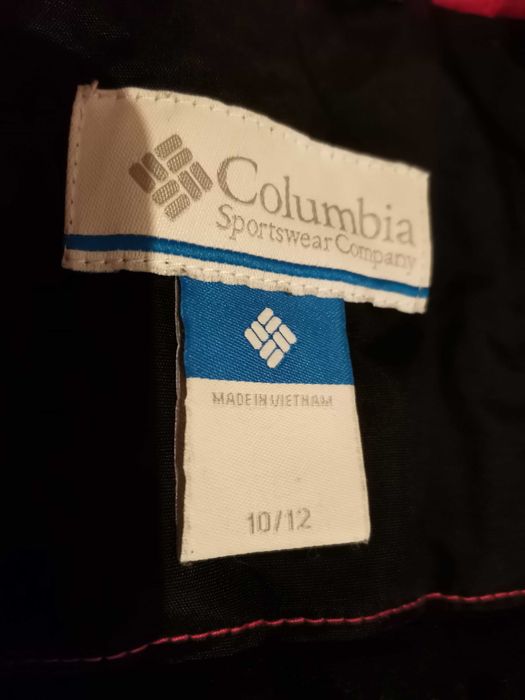 Columbia
Sportswear Company
MADE IN VIETNAM
10/12